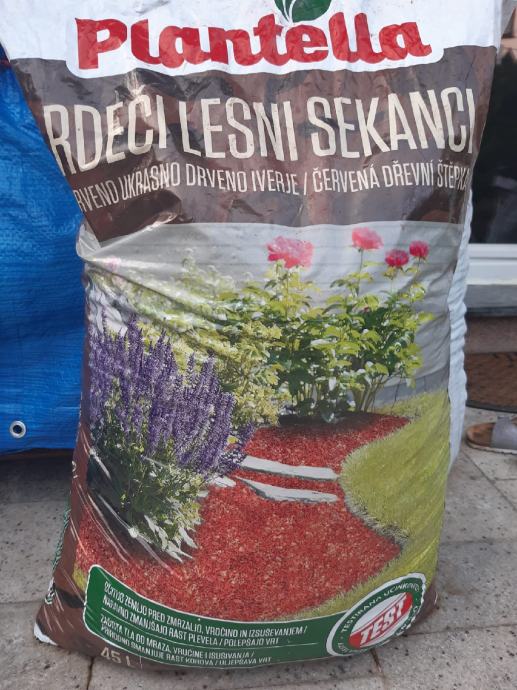 Plantella
RDEČI LESNI SEKANCI
RVENO UKRASNO DRVENO IVERJE / ČERVENÁ DŘEVNÍ ŠTĚPKA
ŠČITIJO ZEMLJO PRED ZMRZALJO, VROČINO IN IZSUŠEVANJEM /
NARAVNO ZMANJŠAJO RAST PLEVELA / POLEPŠAJO VRT
ZAŠTITA TLA OD MRAZA, VRUĆINE I ISUŠIVANJA /
PRIRODNO SMANJUJE RAST KOROVA / ULJEPŠAVA VRT
45 L
TESTIRANA UČINKOVITOST
TEST